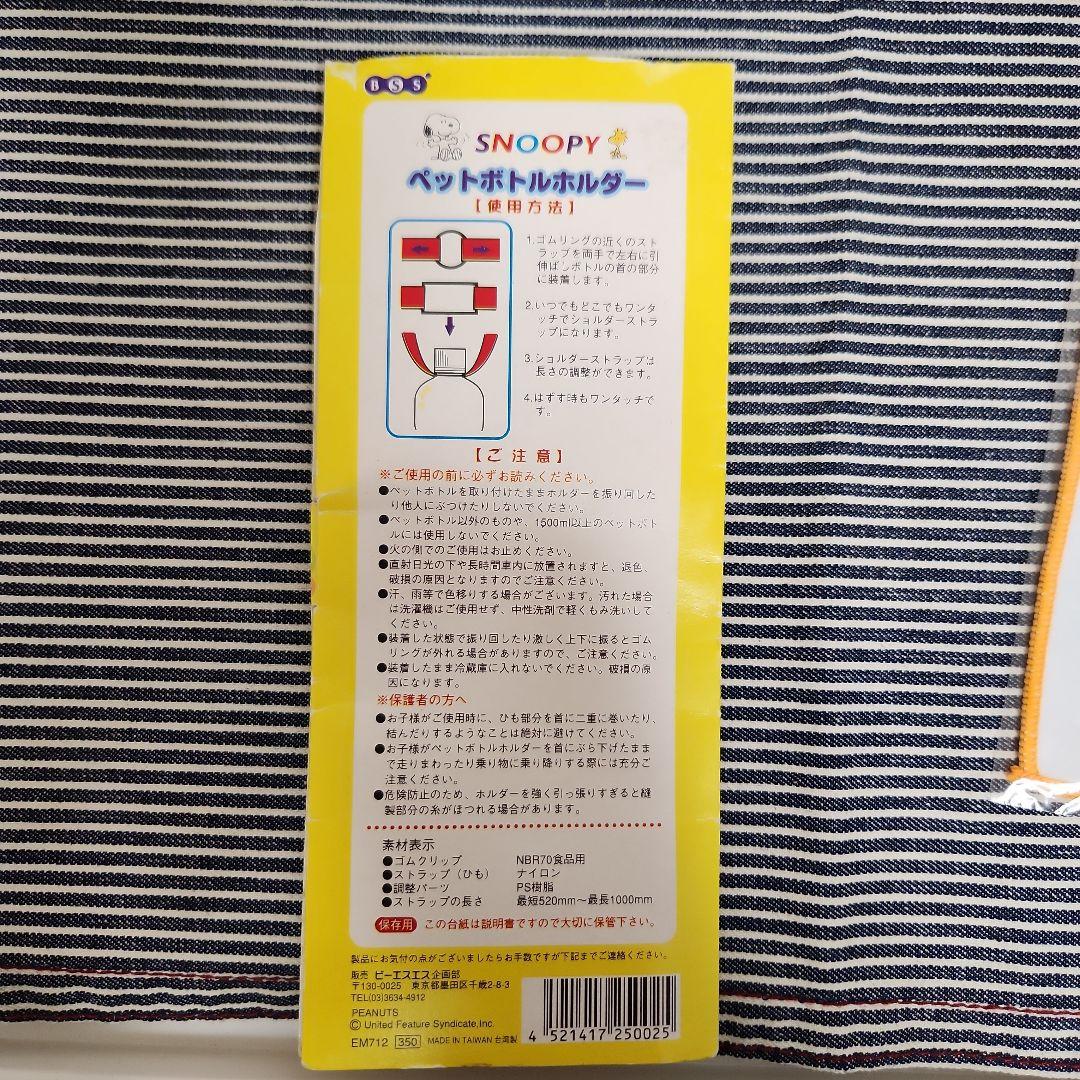 BSS
SNOOPY
ペットボトルホルダー
【使用方法】
1.ゴムリングの近くのスト
ラップを両手で左右に引
伸ばしボトルの首の部分
に装着します。
2.いつでもどこでもワンタ
ッチでショルダーストラ
ップになります。
3.ショルダーストラップは
長さの調整ができます。
4.はずす時もワンタッチで
す。
【ご注意】
※ご使用の前に必ずお読みください。
●ペットボトルを取り付けたままホルダーを振り回した
り他人にぶつけたりしないでください。
●ペットボトル以外のものや、1500ml以上のペットボト
ルには使用しないでください。
●火の側でのご使用はお止めください。
●直射日光の下や長時間車内に放置されますと、退色、
破損の原因となりますのでご注意ください。
●汗、雨等で色移りする場合がございます。汚れた場合
は洗濯機はご使用せず、中性洗剤で軽くもみ洗いして
ください。
●装着した状態で振り回したり激しく上下に振るとゴム
リングが外れる場合がありますので、ご注意ください。
●装着したまま冷蔵庫に入れないでください。破損の原
因になります。
※保護者の方へ
●お子様がご使用時に、ひも部分を首に二重に巻いたり、
結んだりするようなことは絶対に避けてください。
●お子様がペットボトルホルダーを首にぶら下げたまま
で走りまわったり乗り物に乗り降りする際には充分ご
注意ください。
●危険防止のため、ホルダーを強く引っ張りすぎると縫
製部分の糸がほつれる場合があります。
素材表示
●ゴムクリップ NBR70食品用
●ストラップ（ひも） ナイロン
●調整パーツ PS樹脂
●ストラップの長さ 最短520mm〜最長1000mm
保存用 この台紙は説明書ですので大切に保管下さい。
製品にお気付の点がございましたらお手数ですが下記までご連絡ください。
販売 ビーエスエス企画部
〒130-0025 東京都墨田区千歳2-8-3
TEL(03)3634-4912
PEANUTS
© United Feature Syndicate,Inc.
EM712 350 MADE IN TAIWAN 台湾製
4 521417 250025